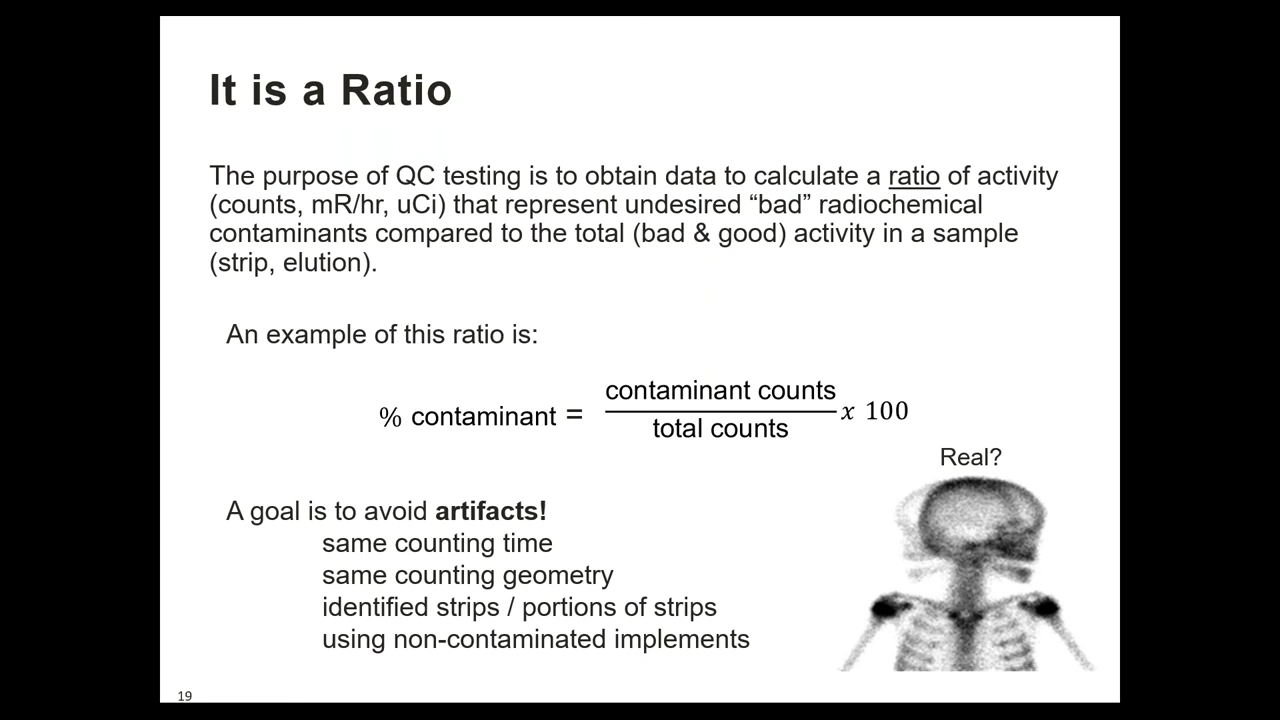 It is a Ratio
The purpose of QC testing is to obtain data to calculate a ratio of activity
(counts, mR/hr, uCi) that represent undesired “bad” radiochemical
contaminants compared to the total (bad & good) activity in a sample
(strip, elution).
An example of this ratio is:
% contaminant = contaminant counts / total counts x 100
Real?
A goal is to avoid artifacts!
same counting time
same counting geometry
identified strips / portions of strips
using non-contaminated implements
19